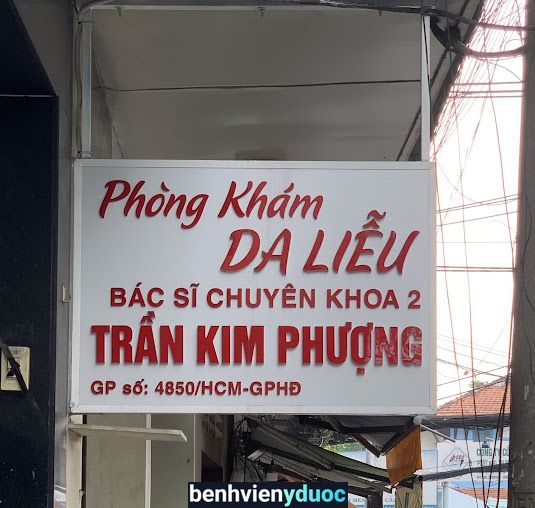 Phòng Khám
DA LIỄU
BÁC SĨ CHUYÊN KHOA 2
TRẦN KIM PHƯỢNG
GP số: 4850/HCM-GPHĐ
benhvienyduoc